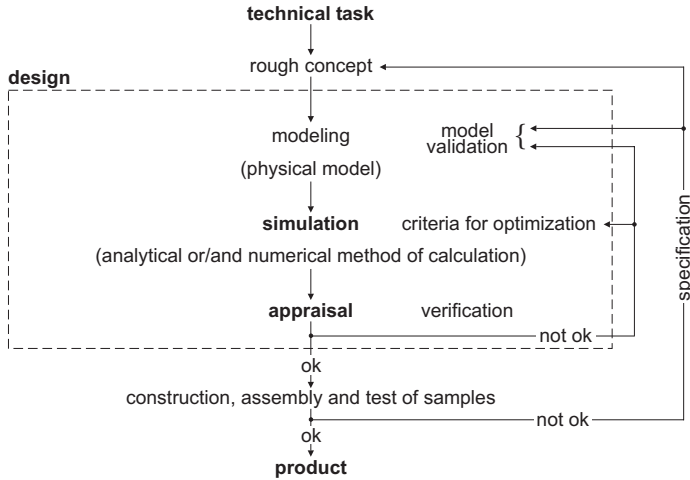 technical task
rough concept
design
modeling
model
validation {
(physical model)
simulation
criteria for optimization
(analytical or/and numerical method of calculation)
specification
appraisal
verification
not ok
ok
construction, assembly and test of samples
not ok
ok
product